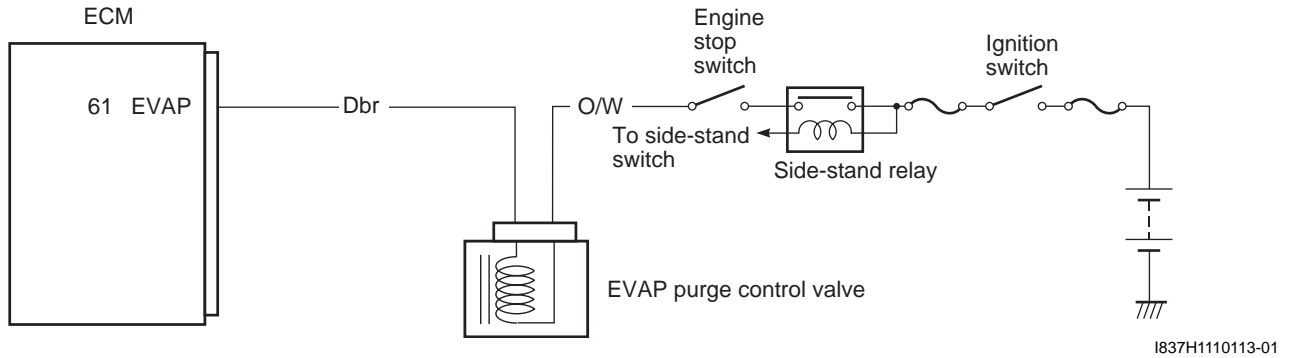 ECM
Engine
stop
switch
Ignition
switch
61 EVAP
Dbr
O/W
To side-stand
switch
Side-stand relay
EVAP purge control valve
I837H1110113-01